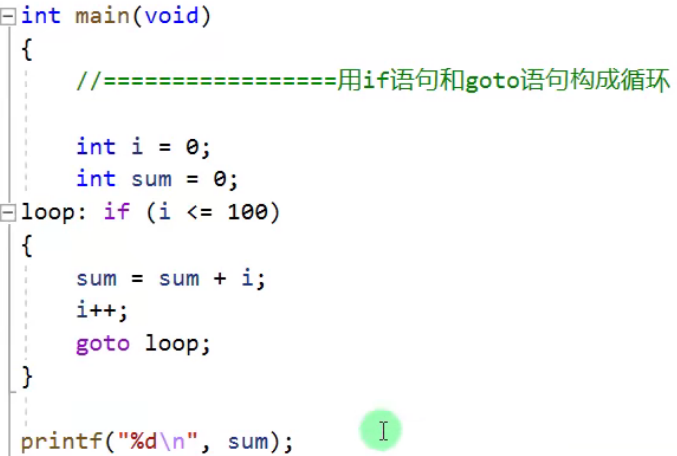 int main(void)
{
//=================用if语句和goto语句构成循环
int i = 0;
int sum = 0;
loop: if (i <= 100)
{
sum = sum + i;
i++;
goto loop;
}
printf("%d\n", sum);